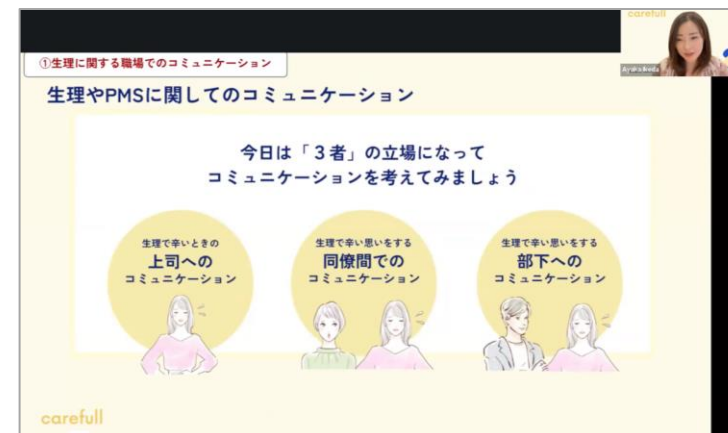 carefull
①生理に関する職場でのコミュニケーション
生理やPMSに関してのコミュニケーション
今日は「３者」の立場になって
コミュニケーションを考えてみましょう
生理で辛いときの
上司への
コミュニケーション
生理で辛い思いをする
同僚間での
コミュニケーション
生理で辛い思いをする
部下への
コミュニケーション
carefull